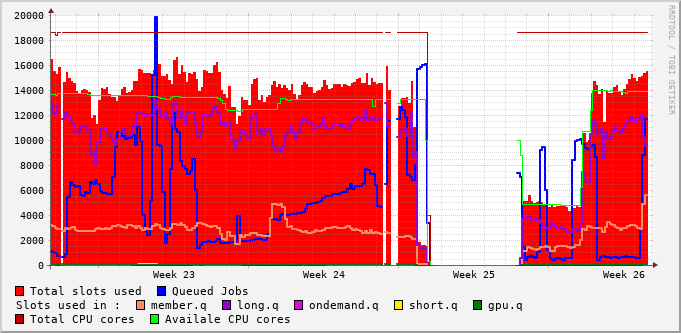 20000
18000
16000
14000
12000
10000
8000
6000
4000
2000
0
Week 23 Week 24 Week 25 Week 26
Total slots used Queued Jobs
Slots used in : member.q long.q ondemand.q short.q gpu.q
Total CPU cores Availale CPU cores
RRDTOOL / TOBI OETIKER